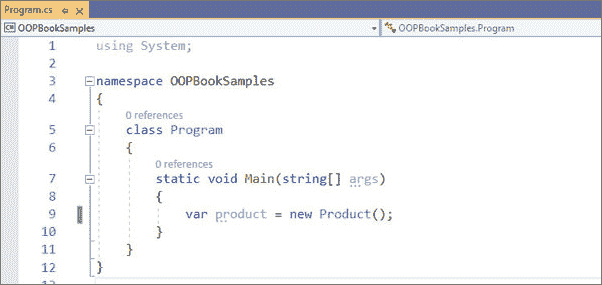 Program.cs
OOPBookSamples OOPBookSamples.Program
1 using System;
2
3 namespace OOPBookSamples
4 {
0 references
5 class Program
6 {
0 references
7 static void Main(string[] args)
8 {
9 var product = new Product();
10 }
11 }
12 }